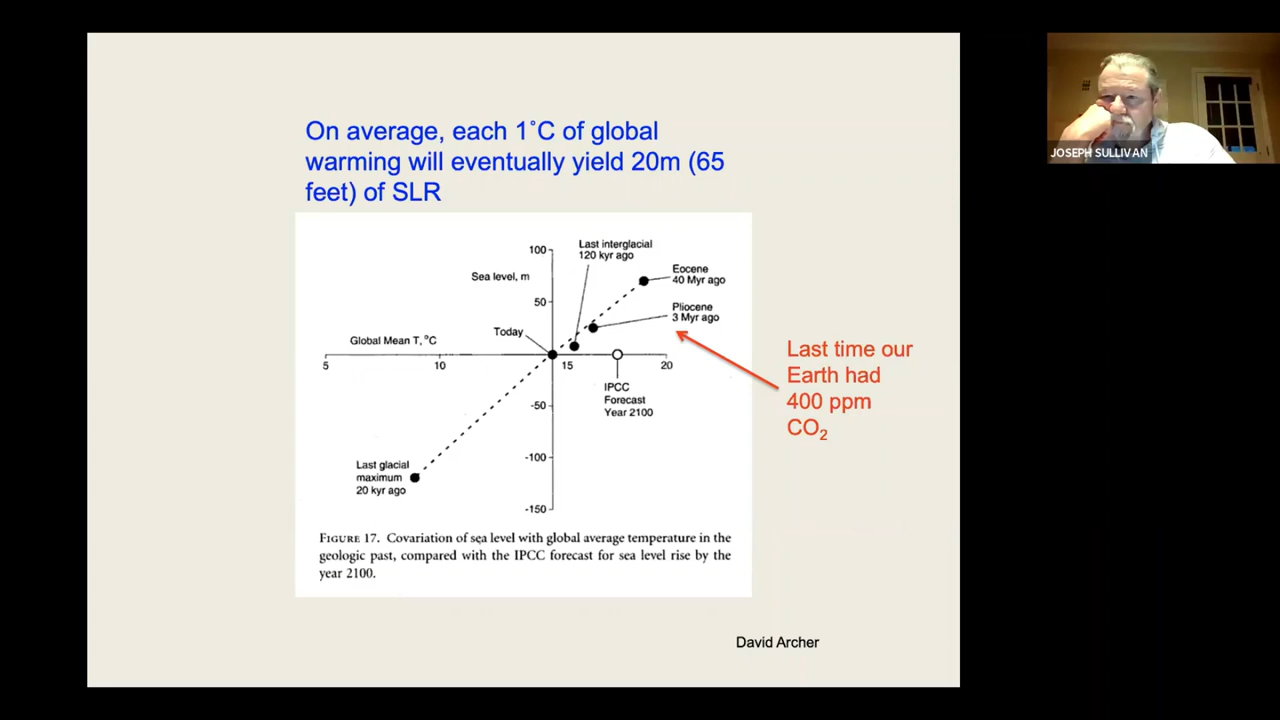 On average, each 1˚C of global
warming will eventually yield 20m (65
feet) of SLR
JOSEPH SULLIVAN
Last interglacial
120 kyr ago
100
Sea level, m
Eocene
40 Myr ago
50
Pliocene
3 Myr ago
Today
Global Mean T, °C
5
10
15
20
IPCC
Forecast
Year 2100
-50
-100
-150
Last glacial
maximum
20 kyr ago
Last time our
Earth had
400 ppm
CO₂
FIGURE 17. Covariation of sea level with global average temperature in the
geologic past, compared with the IPCC forecast for sea level rise by the
year 2100.
David Archer